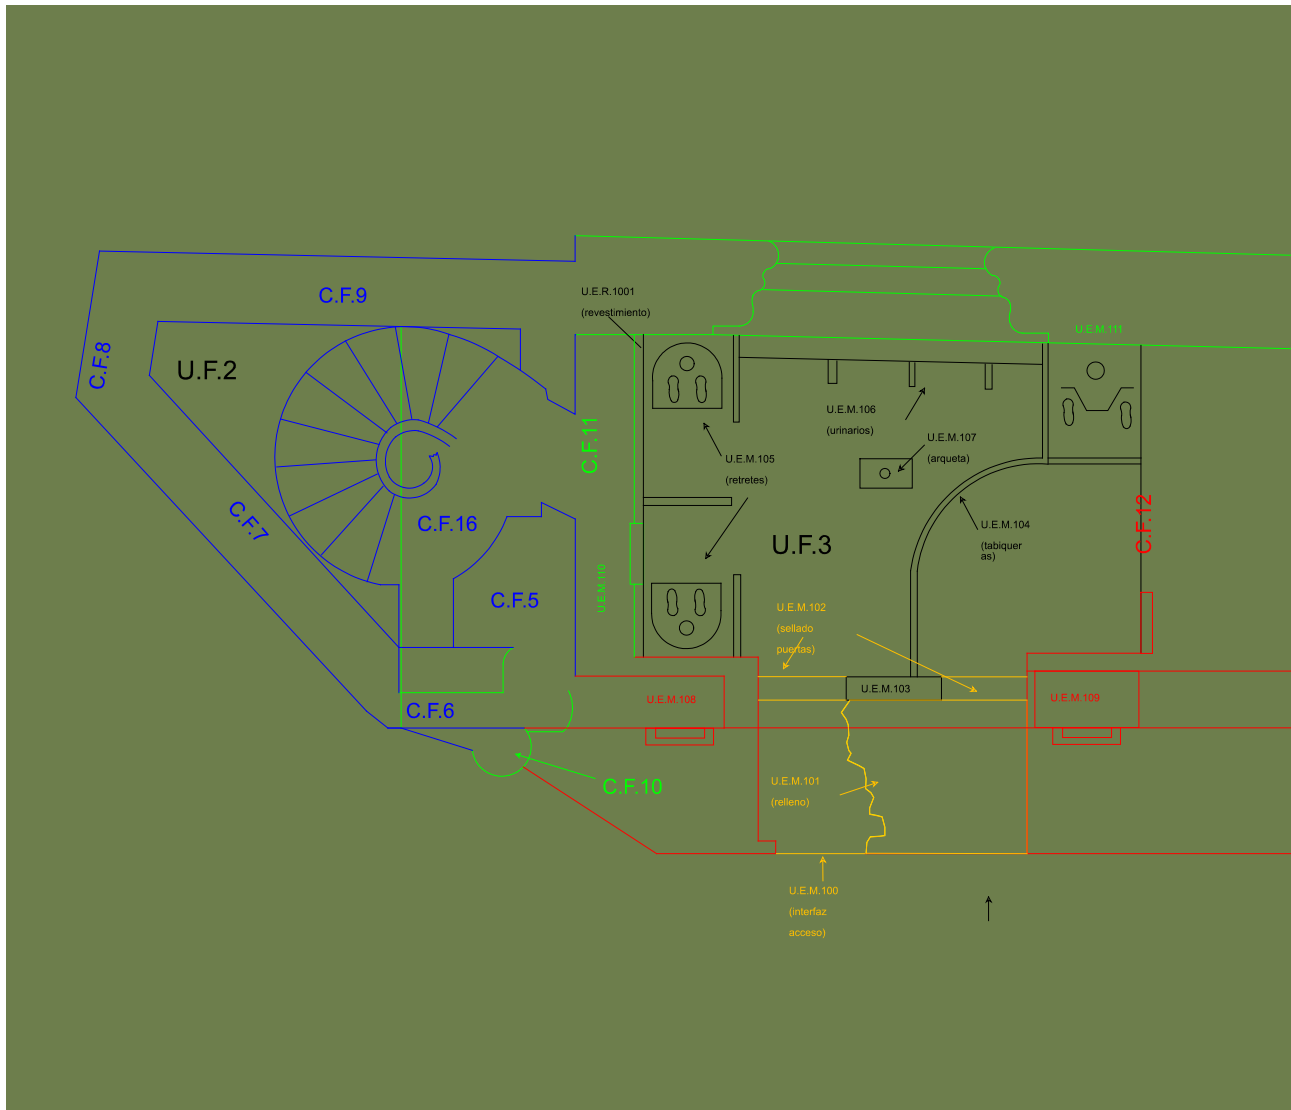 U.E.R.1001
(revestimiento)
C.F.9
U.E.M.111
C.F.8
U.F.2
U.E.M.106
(urinarios)
C.F.11
U.E.M.107
(arqueta)
U.E.M.105
(retretes)
C.F.7
C.F.16
U.E.M.104
(tabiquer
as)
C.F.12
U.F.3
U.E.M.110
C.F.5
U.E.M.102
(sellado
puertas)
U.E.M.103
U.E.M.108
U.E.M.109
C.F.6
C.F.10
U.E.M.101
(relleno)
U.E.M.100
(interfaz
acceso)